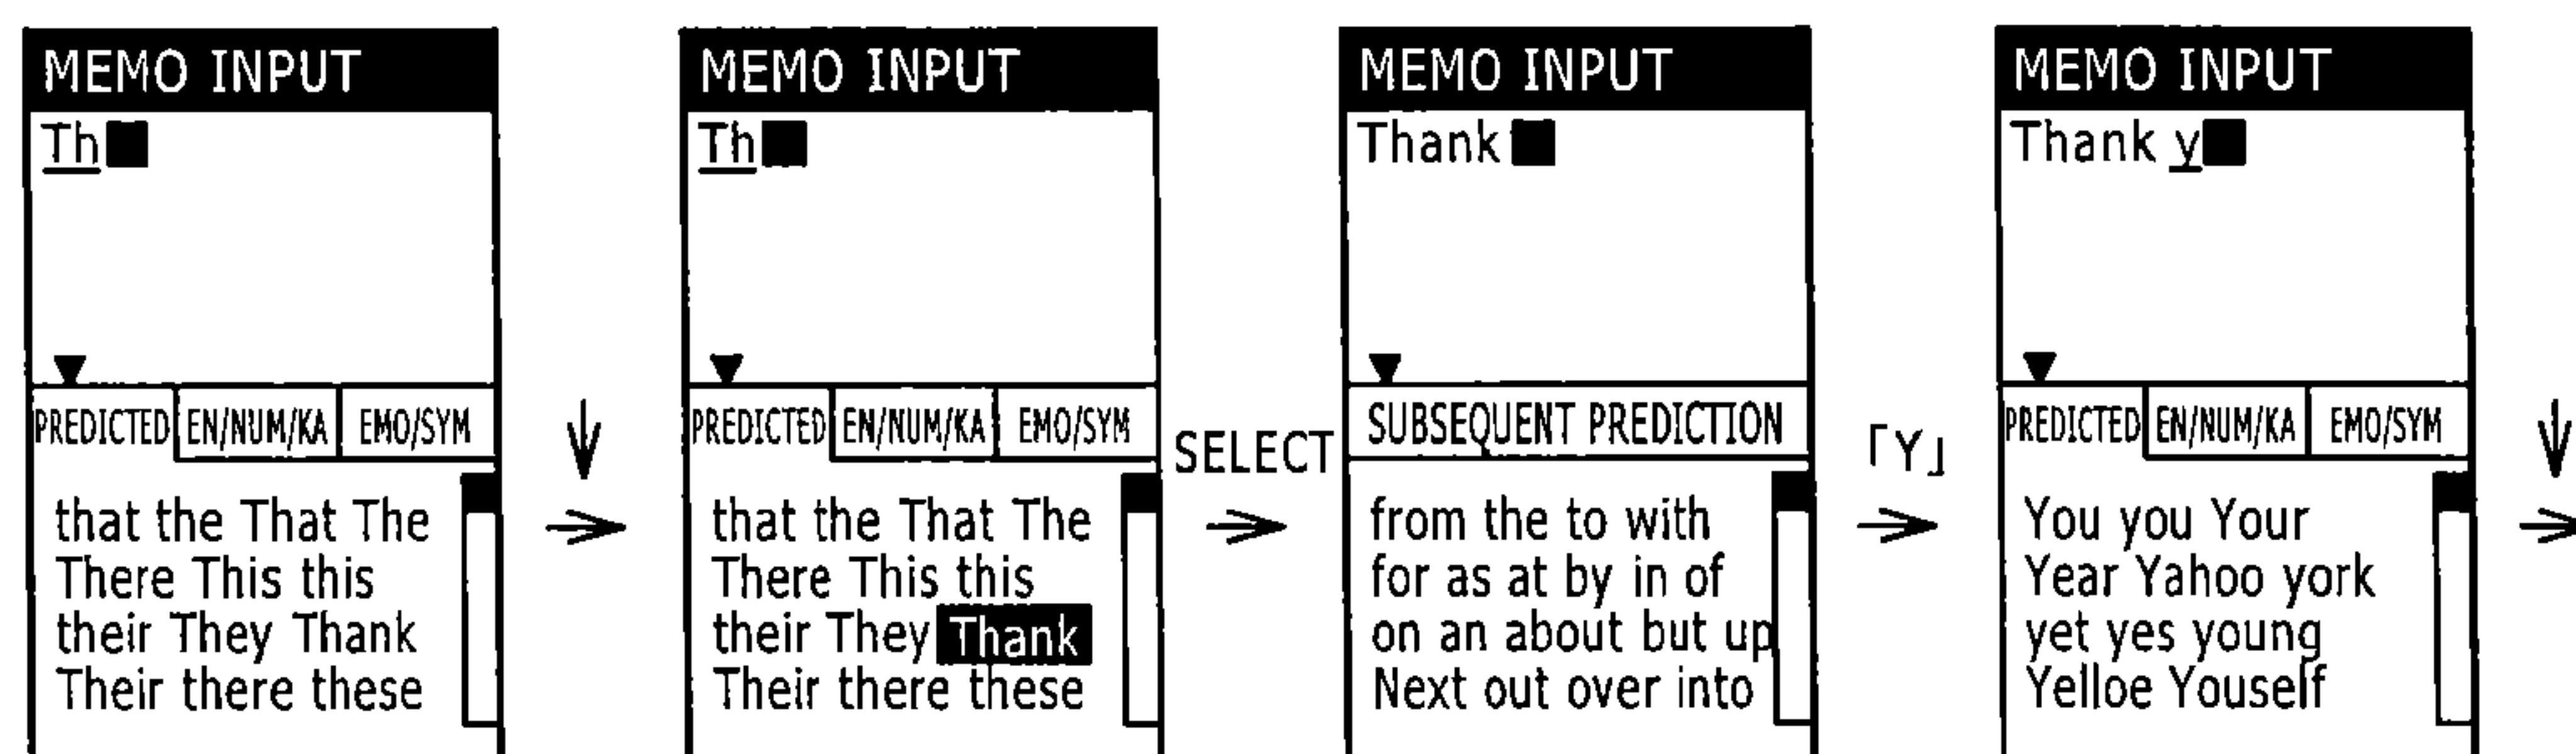 MEMO INPUT
Th
PREDICTED EN/NUM/KA EMO/SYM
that the That The
There This this
their They Thank
Their there these
MEMO INPUT
Th
PREDICTED EN/NUM/KA EMO/SYM
that the That The
There This this
their They Thank
Their there these
SELECT
MEMO INPUT
Thank
SUBSEQUENT PREDICTION
from the to with
for as at by in of
on an about but up
Next out over into
「Y」
MEMO INPUT
Thank y
PREDICTED EN/NUM/KA EMO/SYM
You you Your
Year Yahoo york
yet yes young
Yelloe Youself